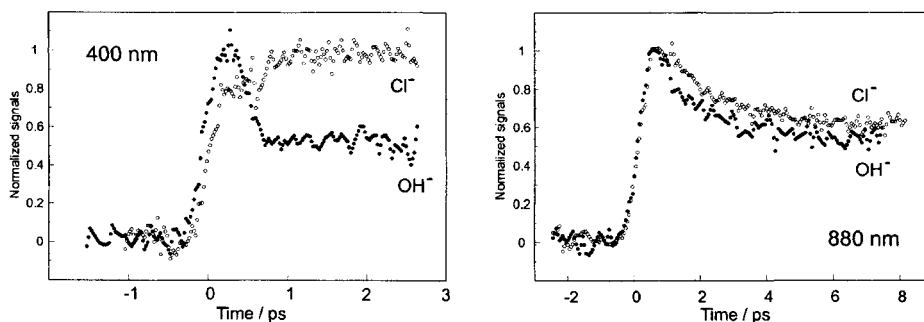 400 nm
Normalized signals
1
0.8
0.6
0.4
0.2
0
Cl⁻
OH⁻
-1
0
1
2
3
Time / ps
Normalized signals
1
0.8
0.6
0.4
0.2
0
Cl⁻
OH⁻
880 nm
-2
0
2
4
6
8
Time / ps